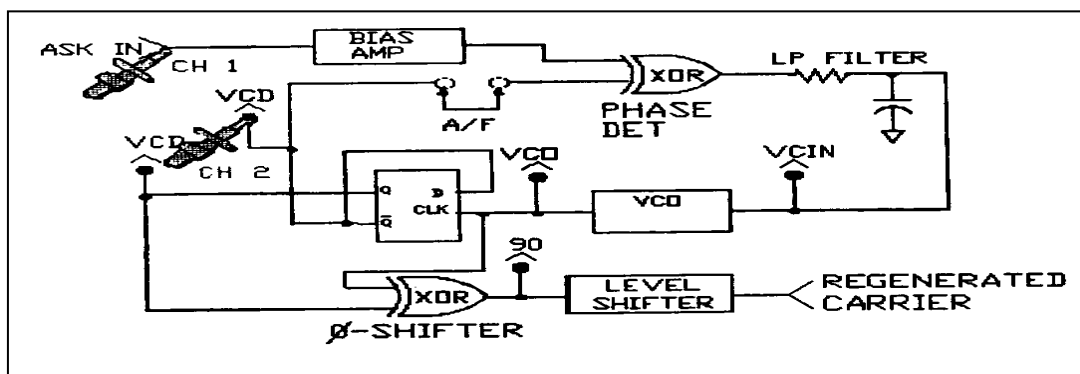 ASK IN
CH 1
BIAS
AMP
XOR
PHASE
DET
LP FILTER
A/F
VCD
VCD
CH 2
Q
D
CLK
Q̅
VCO
VCO
VCIN
90
XOR
Ø-SHIFTER
LEVEL
SHIFTER
REGENERATED
CARRIER